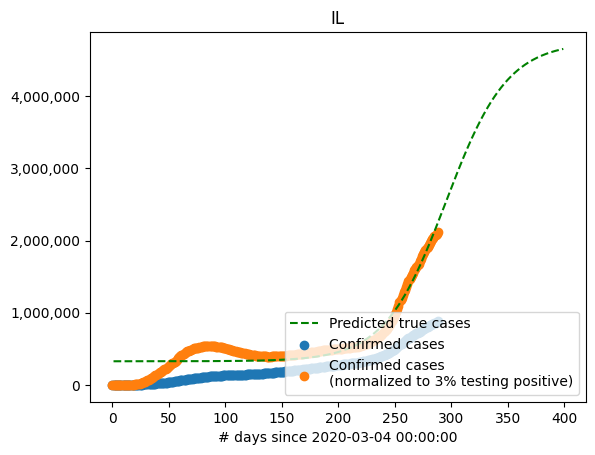 IL
4,000,000
3,000,000
2,000,000
1,000,000
0
Predicted true cases
Confirmed cases
Confirmed cases
(normalized to 3% testing positive)
0 50 100 150 200 250 300 350 400
# days since 2020-03-04 00:00:00